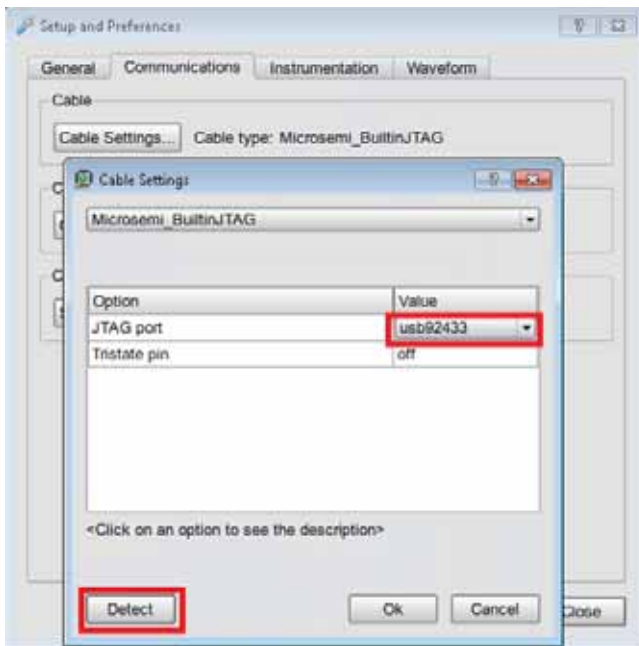 Setup and Preferences
General Communications Instrumentation Waveform
Cable
Cable Settings... Cable type: Microsemi_BuiltinJTAG
Cable Settings
Microsemi_BuiltinJTAG
Option Value
JTAG port usb92433
Tristate pin off
<Click on an option to see the description>
Detect Ok Cancel
Close